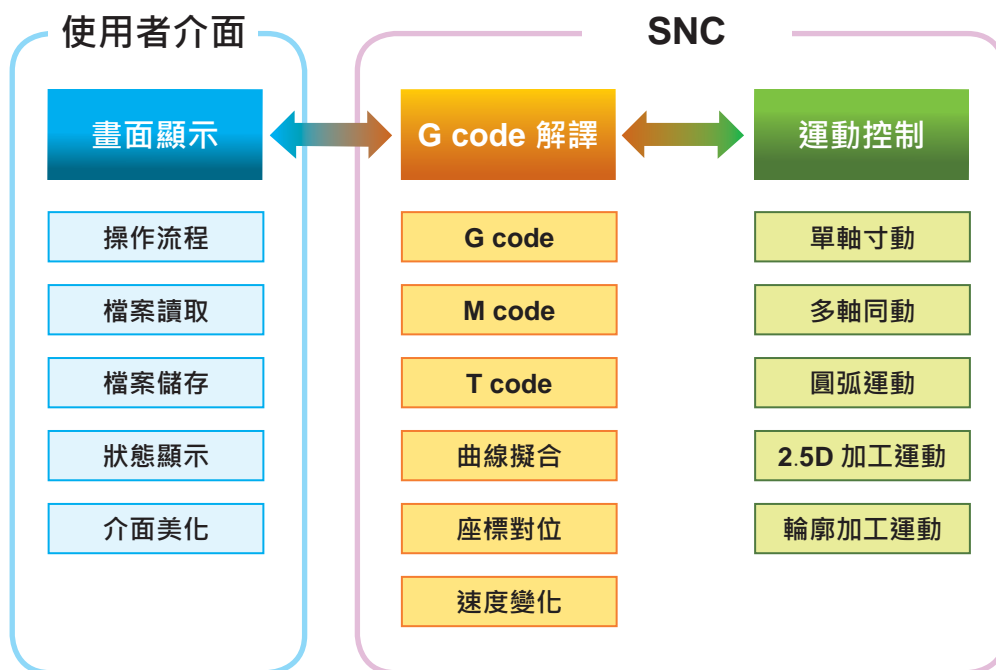 使用者介面
SNC
畫面顯示
G code 解譯
運動控制
操作流程
檔案讀取
檔案儲存
狀態顯示
介面美化
G code
M code
T code
曲線擬合
座標對位
速度變化
單軸寸動
多軸同動
圓弧運動
2.5D 加工運動
輪廓加工運動